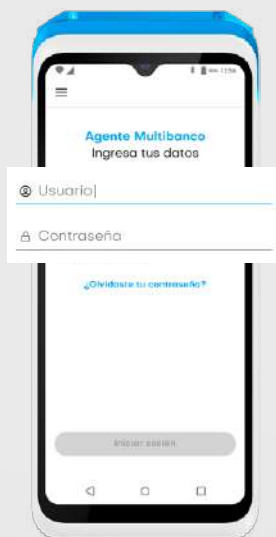 Agente Multibanco
Ingresa tus datos
Usuario
Contraseña
¿Olvidaste tu contraseña?
Iniciar sesión